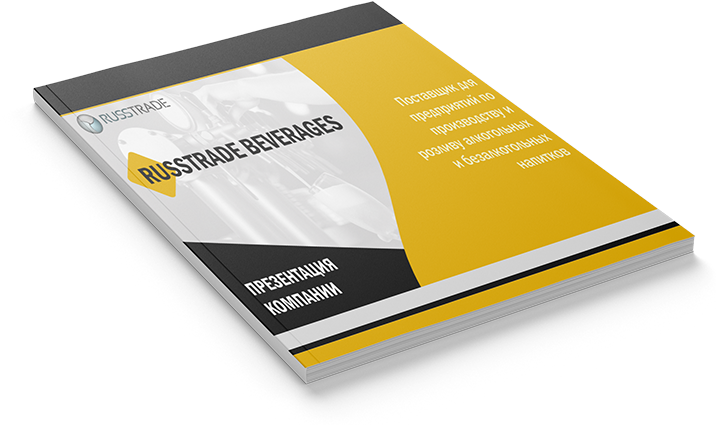 RUSSTRADE
RUSSTRADE BEVERAGES
Поставщик для
предприятий по
производству и
розливу алкогольных
и безалкогольных
напитков
ПРЕЗЕНТАЦИЯ
КОМПАНИИ